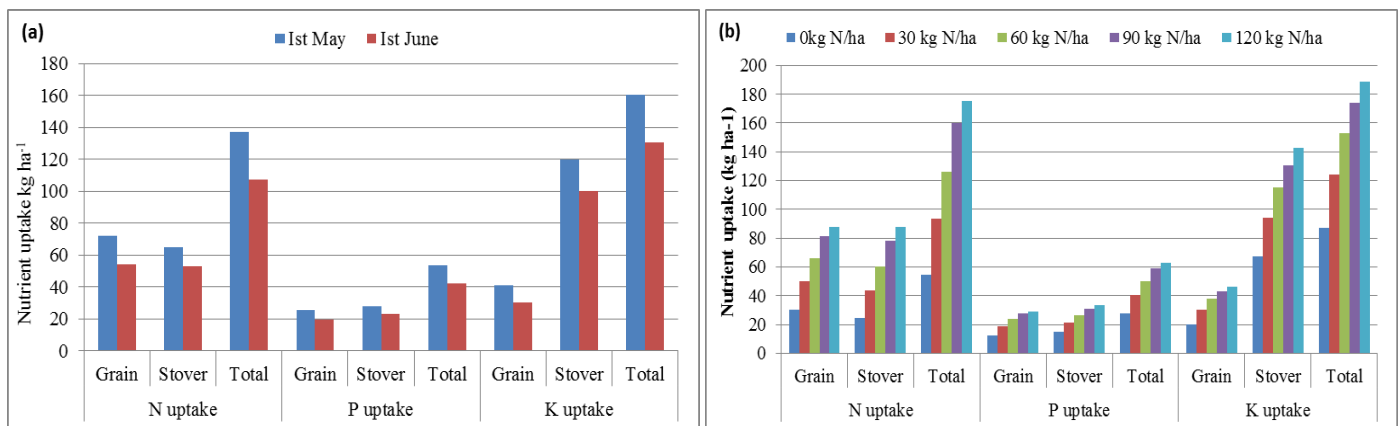 (a)
Ist May Ist June
Nutrient uptake kg ha-1
180
160
140
120
100
80
60
40
20
0
Grain Stover Total Grain Stover Total Grain Stover Total
N uptake P uptake K uptake
(b)
0kg N/ha 30 kg N/ha 60 kg N/ha 90 kg N/ha 120 kg N/ha
Nutrient uptake (kg ha-1)
200
180
160
140
120
100
80
60
40
20
0
Grain Stover Total Grain Stover Total Grain Stover Total
N uptake P uptake K uptake